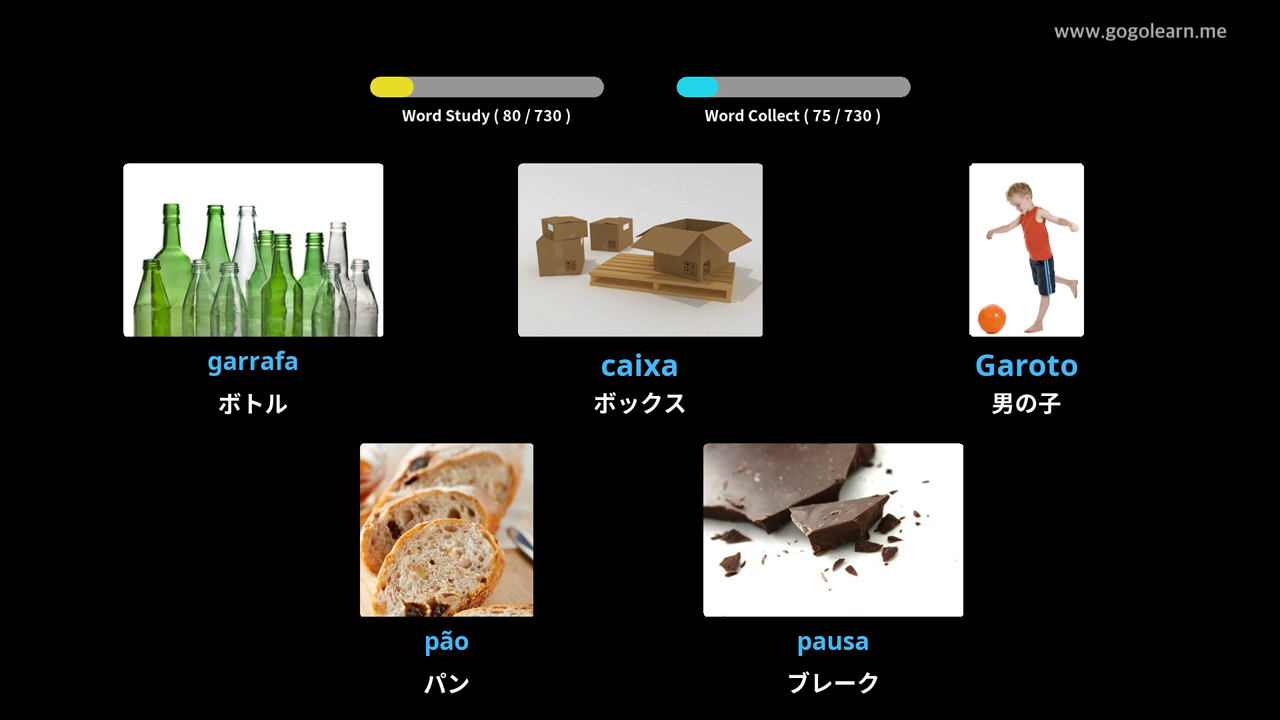 www.gogolearn.me
Word Study ( 80 / 730 )
Word Collect ( 75 / 730 )
garrafa
ボトル
caixa
ボックス
Garoto
男の子
pão
パン
pausa
ブレーク